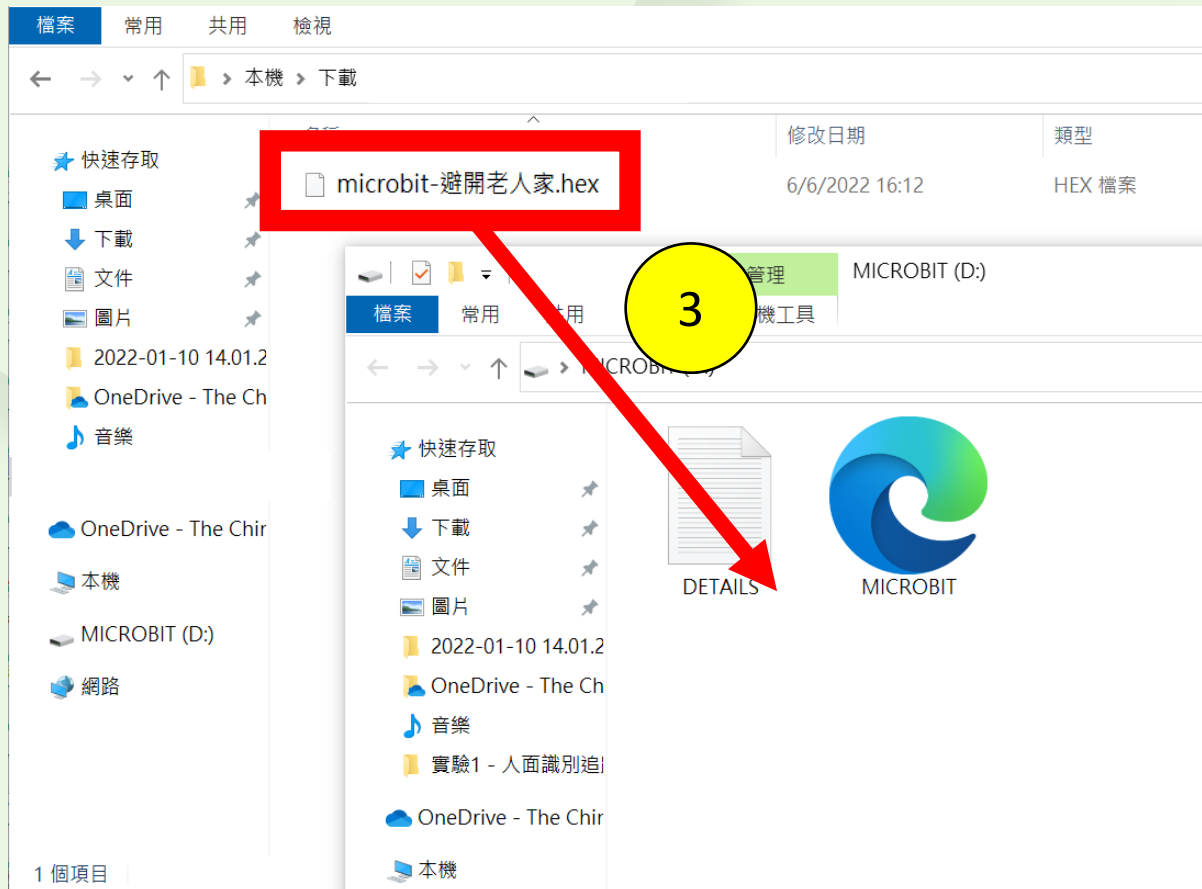 檔案 常用 共用 檢視
本機 > 下載
修改日期 類型
快速存取
microbit-避開老人家.hex 6/6/2022 16:12 HEX 檔案
桌面
下載
文件
圖片
2022-01-10 14.01.2
OneDrive - The Ch
音樂
OneDrive - The Chir
本機
MICROBIT (D:)
網路
1 個項目
3
管理 MICROBIT (D:)
檔案 常用 用 機工具
快速存取
桌面
下載
文件
圖片
2022-01-10 14.01.2
OneDrive - The Ch
音樂
實驗1 - 人面識別追
OneDrive - The Chir
本機
DETAILS MICROBIT